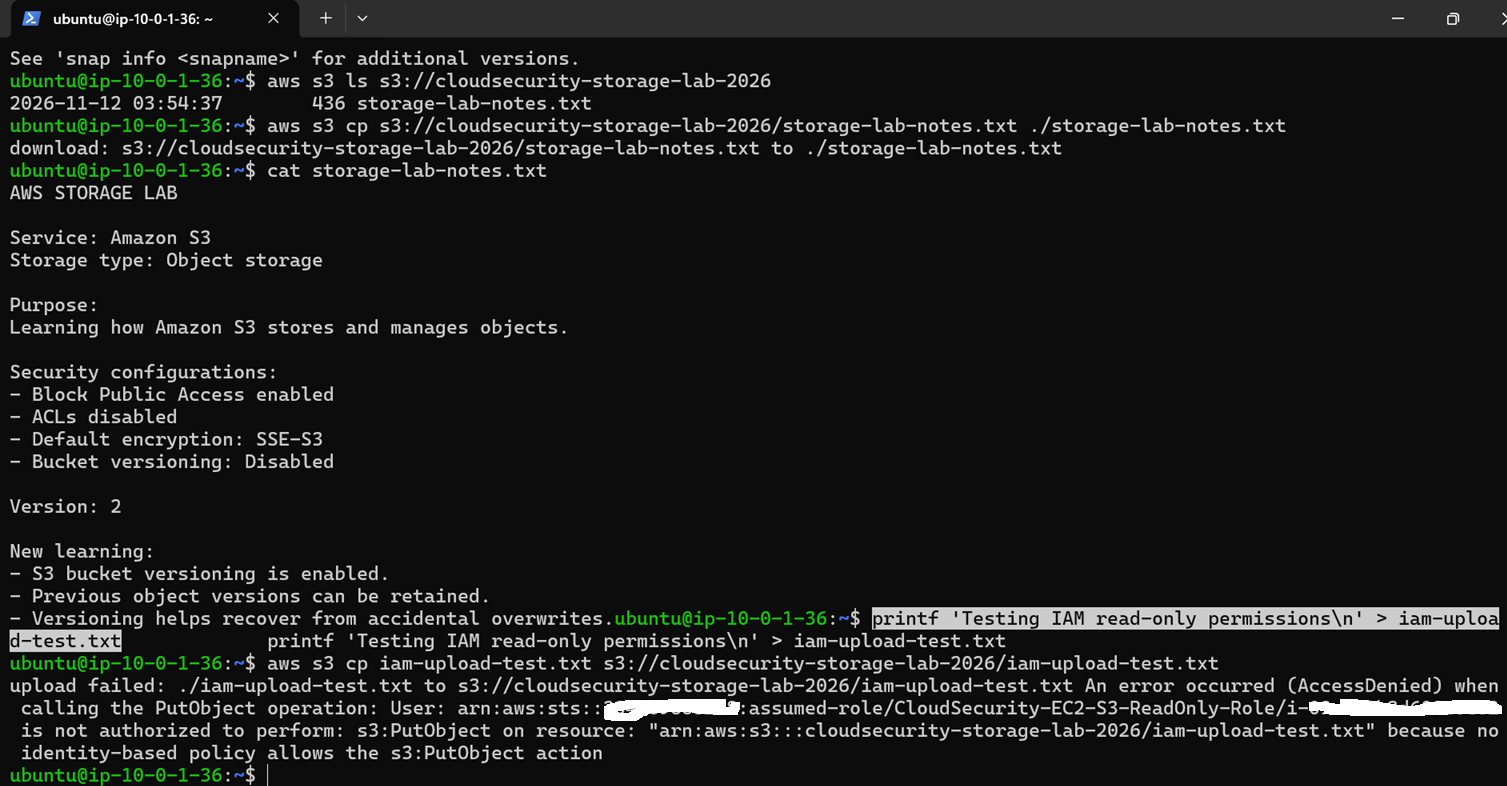 ubuntu@ip-10-0-1-36: ~
See 'snap info <snapname>' for additional versions.
ubuntu@ip-10-0-1-36:~$ aws s3 ls s3://cloudsecurity-storage-lab-2026
2026-11-12 03:54:37        436 storage-lab-notes.txt
ubuntu@ip-10-0-1-36:~$ aws s3 cp s3://cloudsecurity-storage-lab-2026/storage-lab-notes.txt ./storage-lab-notes.txt
download: s3://cloudsecurity-storage-lab-2026/storage-lab-notes.txt to ./storage-lab-notes.txt
ubuntu@ip-10-0-1-36:~$ cat storage-lab-notes.txt
AWS STORAGE LAB
Service: Amazon S3
Storage type: Object storage
Purpose:
Learning how Amazon S3 stores and manages objects.
Security configurations:
- Block Public Access enabled
- ACLs disabled
- Default encryption: SSE-S3
- Bucket versioning: Disabled
Version: 2
New learning:
- S3 bucket versioning is enabled.
- Previous object versions can be retained.
- Versioning helps recover from accidental overwrites.ubuntu@ip-10-0-1-36:~$ printf 'Testing IAM read-only permissions\n' > iam-uploa
d-test.txt             printf 'Testing IAM read-only permissions\n' > iam-upload-test.txt
ubuntu@ip-10-0-1-36:~$ aws s3 cp iam-upload-test.txt s3://cloudsecurity-storage-lab-2026/iam-upload-test.txt
upload failed: ./iam-upload-test.txt to s3://cloudsecurity-storage-lab-2026/iam-upload-test.txt An error occurred (AccessDenied) when
calling the PutObject operation: User: arn:aws:sts:: :assumed-role/CloudSecurity-EC2-S3-ReadOnly-Role/i-
is not authorized to perform: s3:PutObject on resource: "arn:aws:s3:::cloudsecurity-storage-lab-2026/iam-upload-test.txt" because no
identity-based policy allows the s3:PutObject action
ubuntu@ip-10-0-1-36:~$